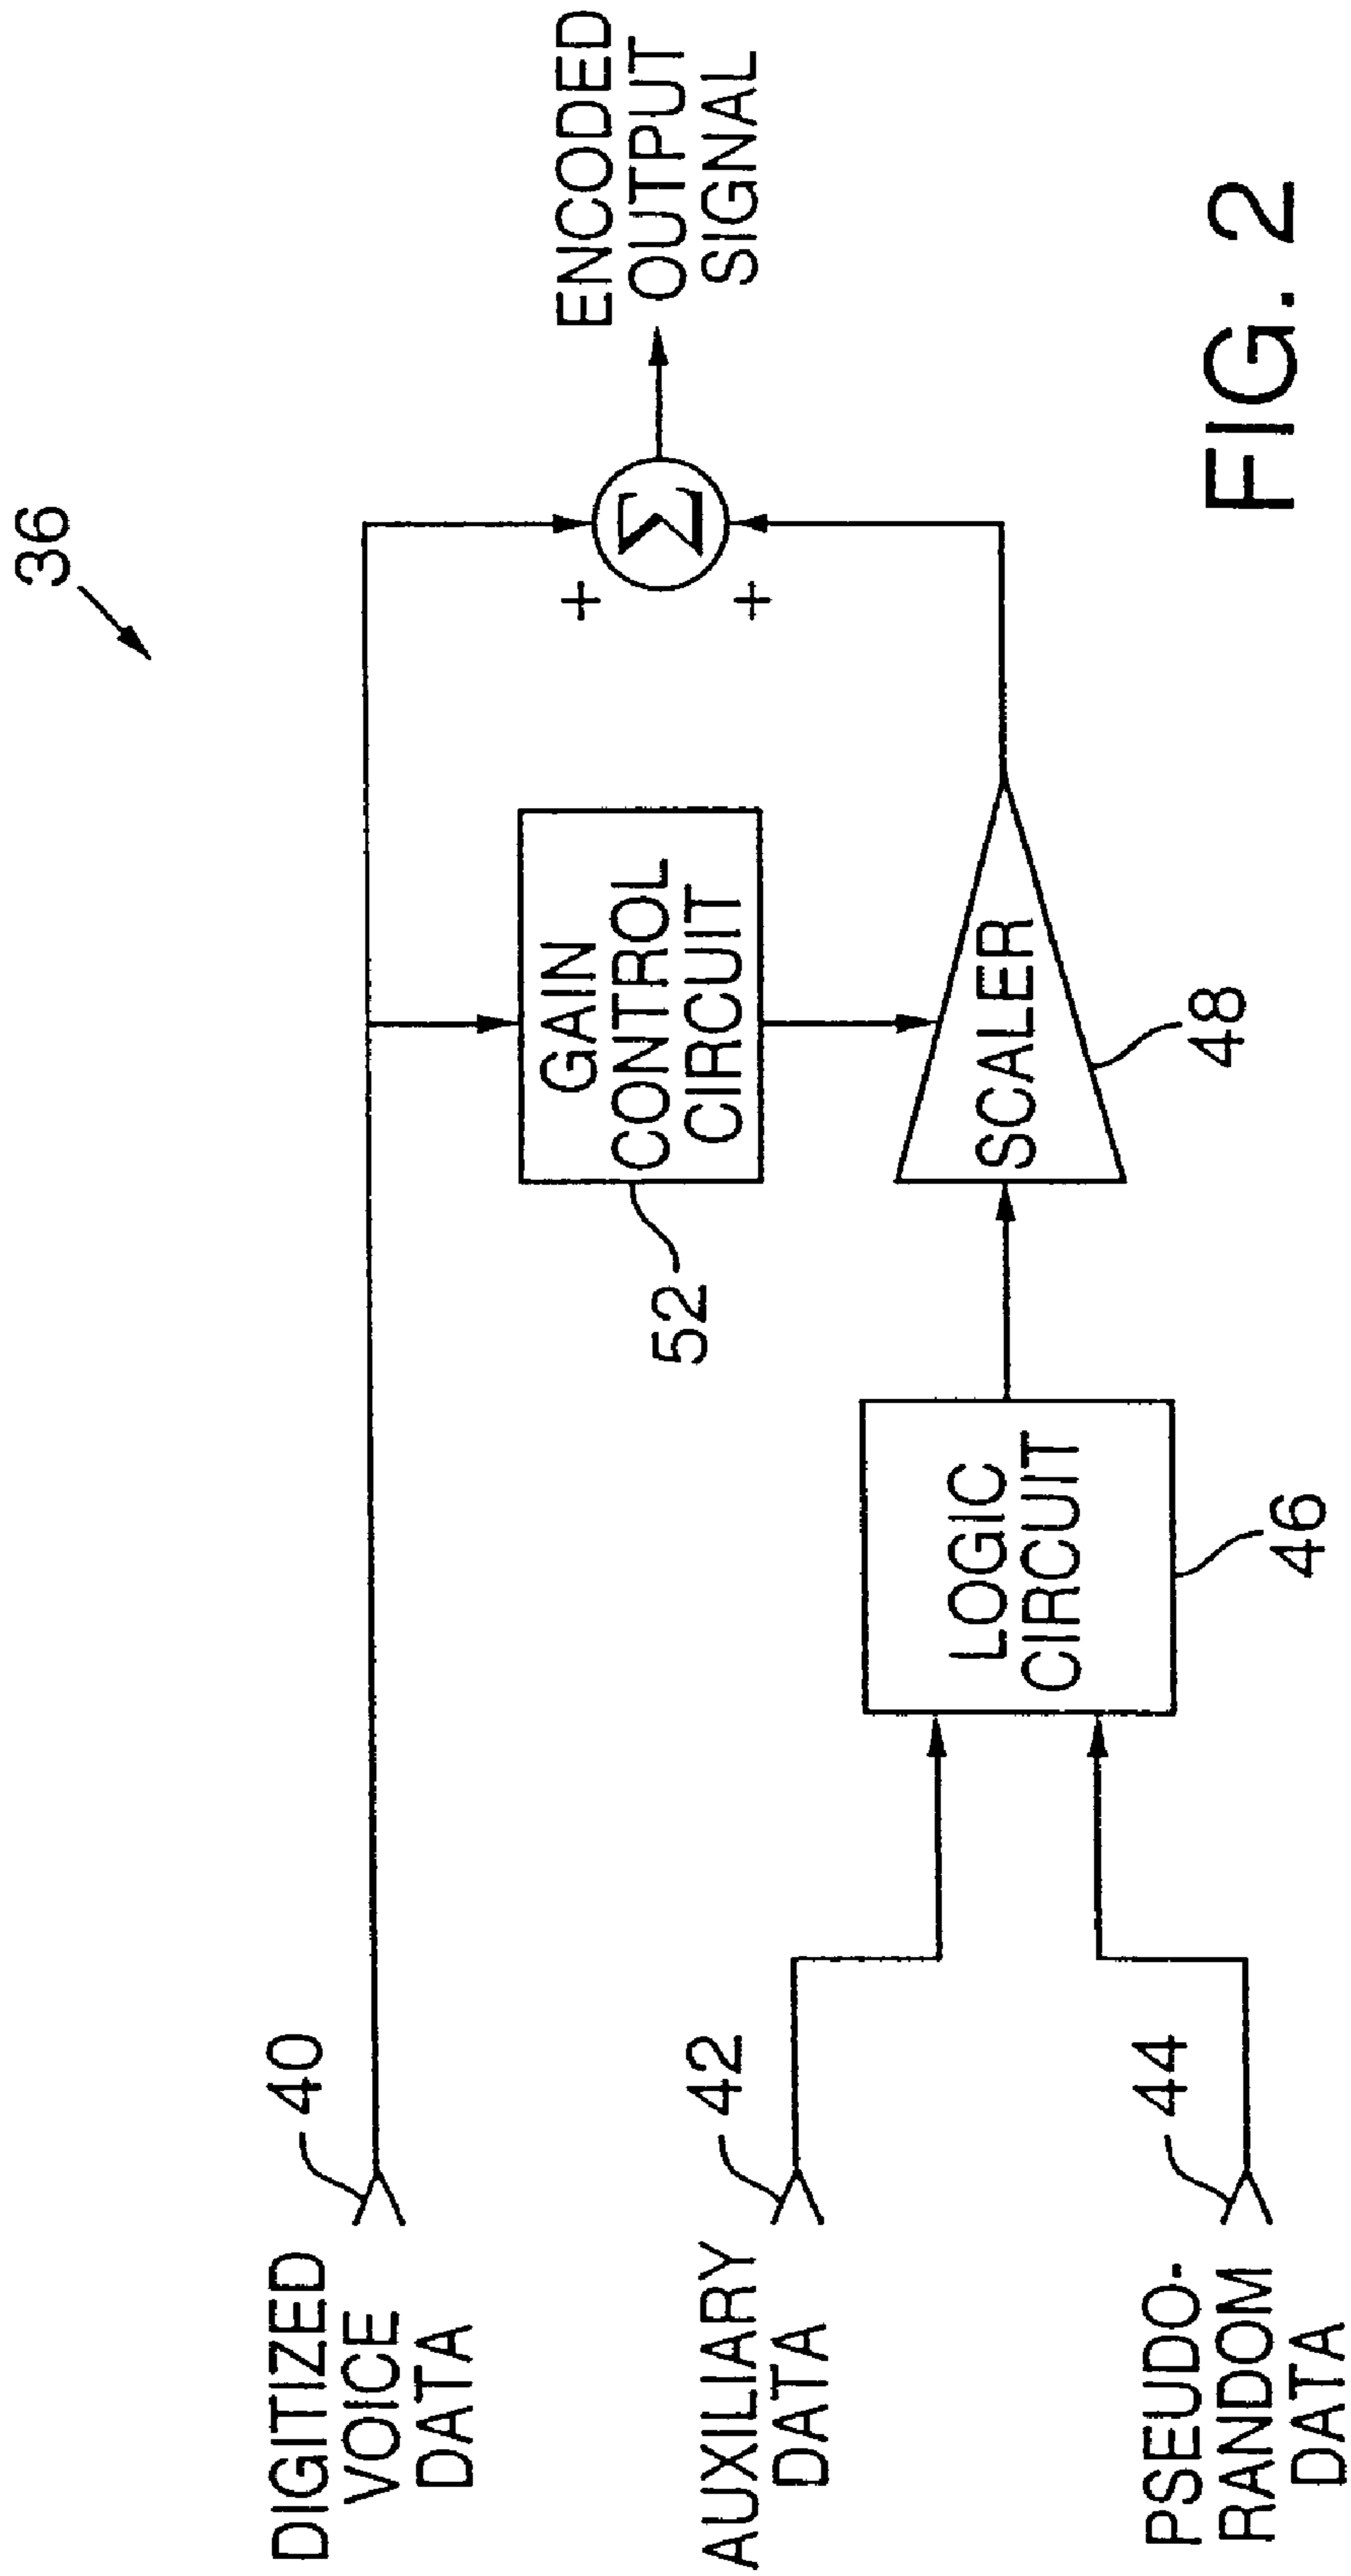 36
DIGITIZED
VOICE
DATA
40
GAIN
CONTROL
CIRCUIT
52
+
Σ
+
ENCODED
OUTPUT
SIGNAL
AUXILIARY
DATA
42
LOGIC
CIRCUIT
46
SCALER
48
PSEUDO-
RANDOM
DATA
44
FIG. 2